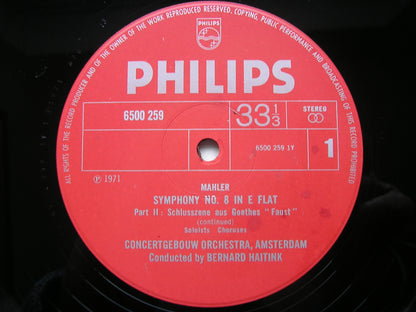 ALL RIGHTS OF THE RECORD PRODUCER AND OF THE OWNER OF THE WORK REPRODUCED RESERVED. COPYING, PUBLIC PERFORMANCE AND BROADCASTING OF THIS RECORD PROHIBITED
PHILIPS
PHILIPS
6500 259
33 1/3
STEREO
6500 259 1Y
1
Ⓟ 1971
MAHLER
SYMPHONY NO. 8 IN E FLAT
Part II : Schlusszene aus Goethes "Faust"
(continued)
Soloists Choruses
CONCERTGEBOUW ORCHESTRA, AMSTERDAM
Conducted by BERNARD HAITINK